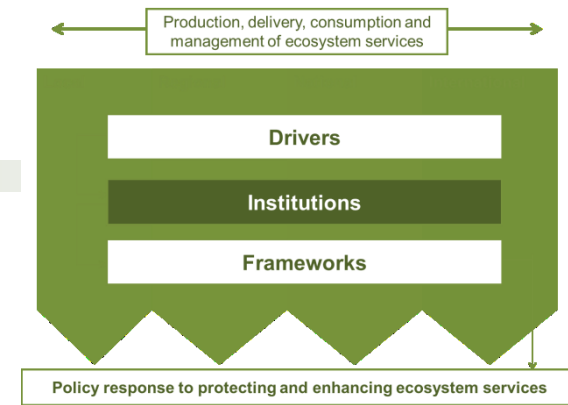 Production, delivery, consumption and
management of ecosystem services
Drivers
Institutions
Frameworks
Policy response to protecting and enhancing ecosystem services